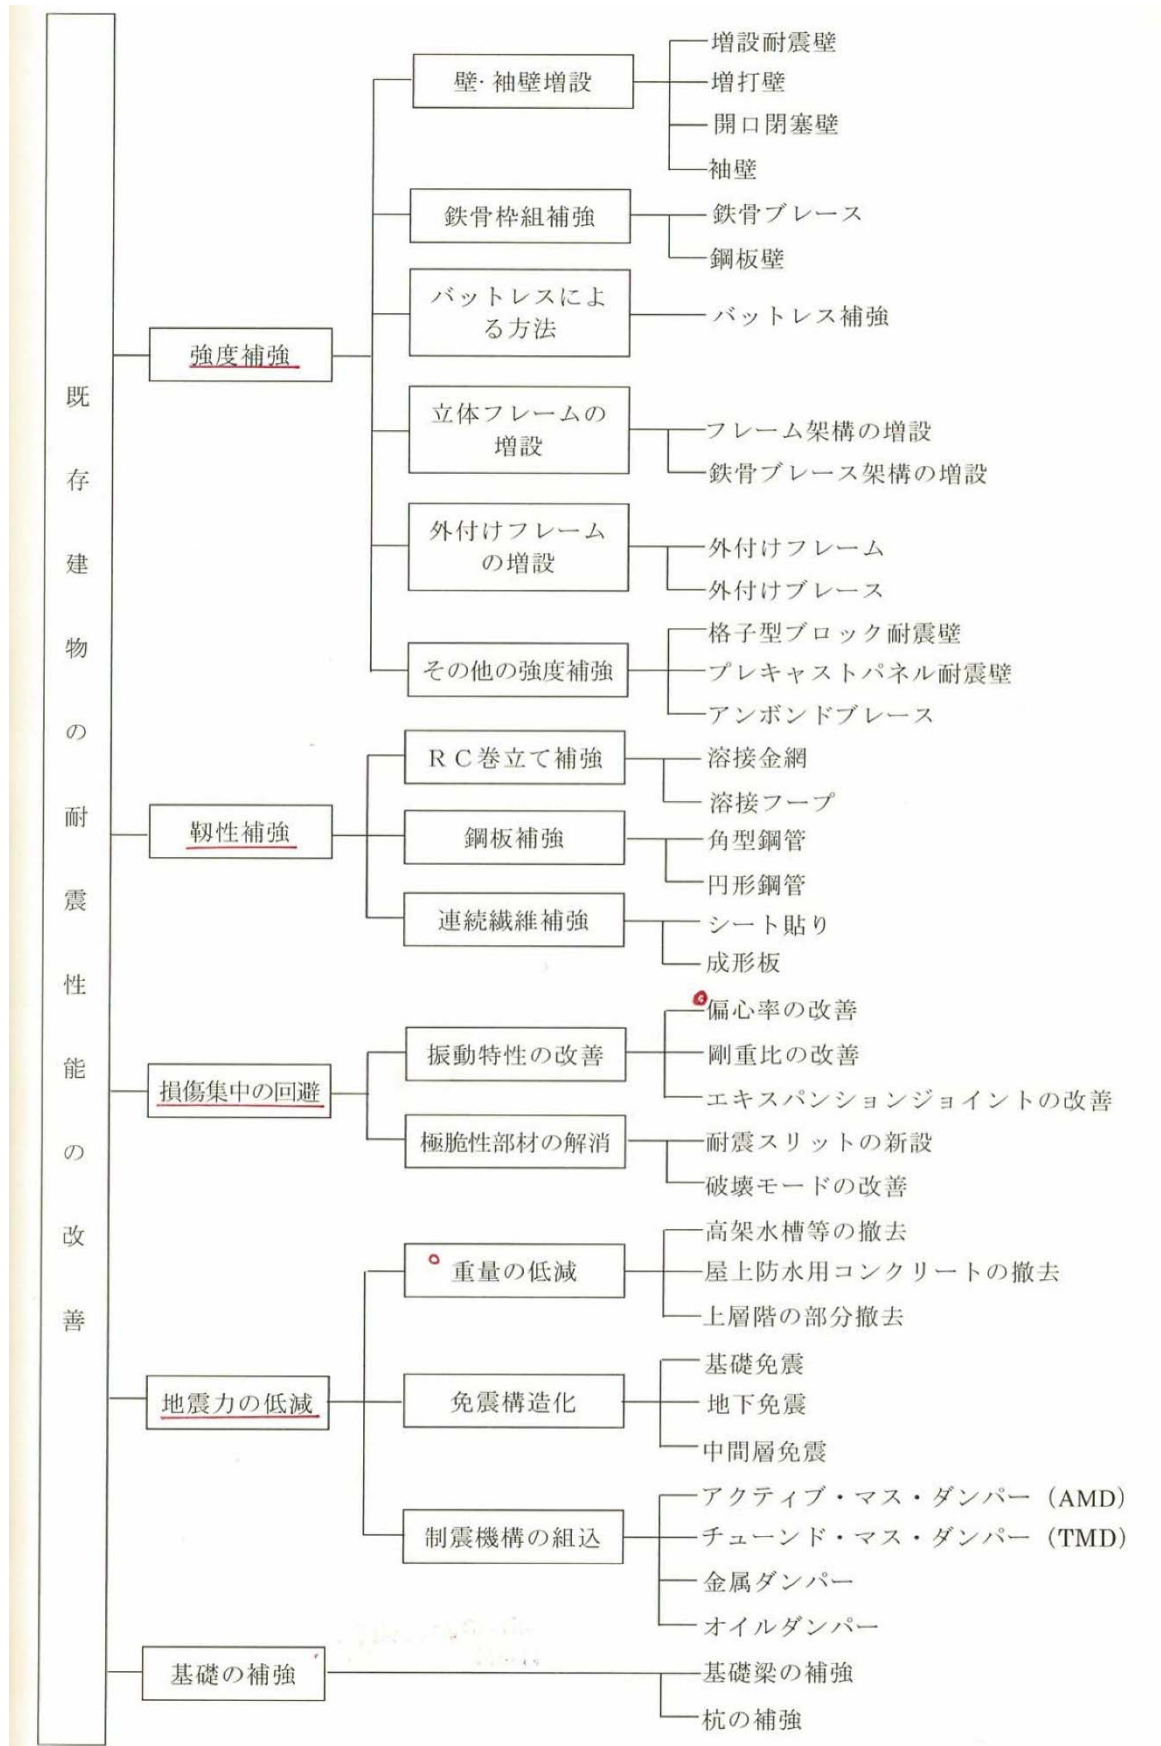 既存建物の耐震性能の改善
強度補強
壁・袖壁増設
増設耐震壁
増打壁
開口閉塞壁
袖壁
鉄骨枠組補強
鉄骨ブレース
鋼板壁
バットレスによ
る方法
バットレス補強
立体フレームの
増設
フレーム架構の増設
鉄骨ブレース架構の増設
外付けフレーム
の増設
外付けフレーム
外付けブレース
その他の強度補強
格子型ブロック耐震壁
プレキャストパネル耐震壁
アンボンドブレース
靱性補強
RC巻立て補強
溶接金網
溶接フープ
鋼板補強
角型鋼管
円形鋼管
連続繊維補強
シート貼り
成形板
損傷集中の回避
振動特性の改善
偏心率の改善
剛重比の改善
エキスパンションジョイントの改善
極脆性部材の解消
耐震スリットの新設
破壊モードの改善
地震力の低減
重量の低減
高架水槽等の撤去
屋上防水用コンクリートの撤去
上層階の部分撤去
免震構造化
基礎免震
地下免震
中間層免震
制震機構の組込
アクティブ・マス・ダンパー(AMD)
チューンド・マス・ダンパー(TMD)
金属ダンパー
オイルダンパー
基礎の補強
基礎梁の補強
杭の補強